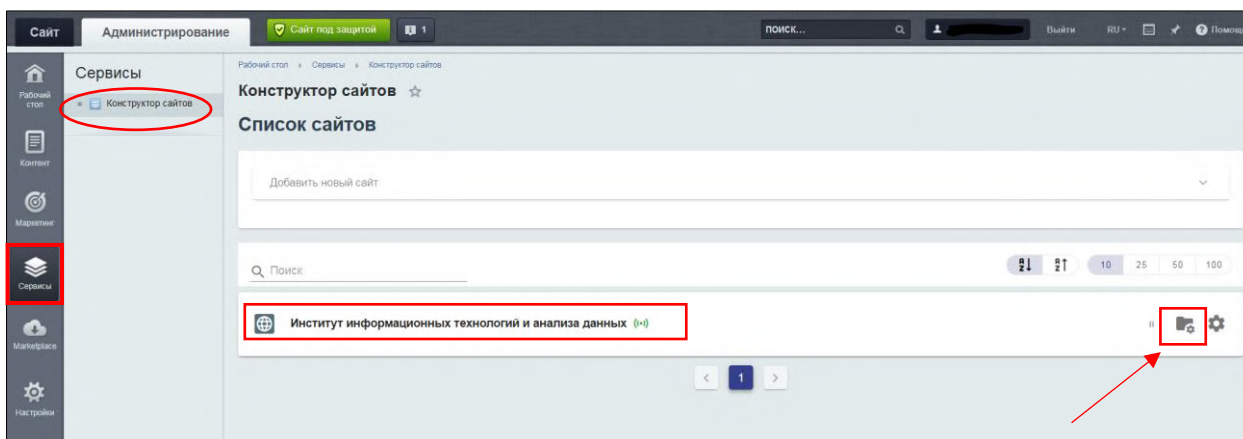 Сайт
Администрирование
Сайт под защитой
1
поиск...
Выйти
RU
Помощ
Рабочий стол
Контент
Маркетинг
Сервисы
Marketplace
Настройки
Сервисы
Конструктор сайтов
Рабочий стол Сервисы Конструктор сайтов
Конструктор сайтов
Список сайтов
Добавить новый сайт
Поиск
10 25 50 100
Институт информационных технологий и анализа данных
1